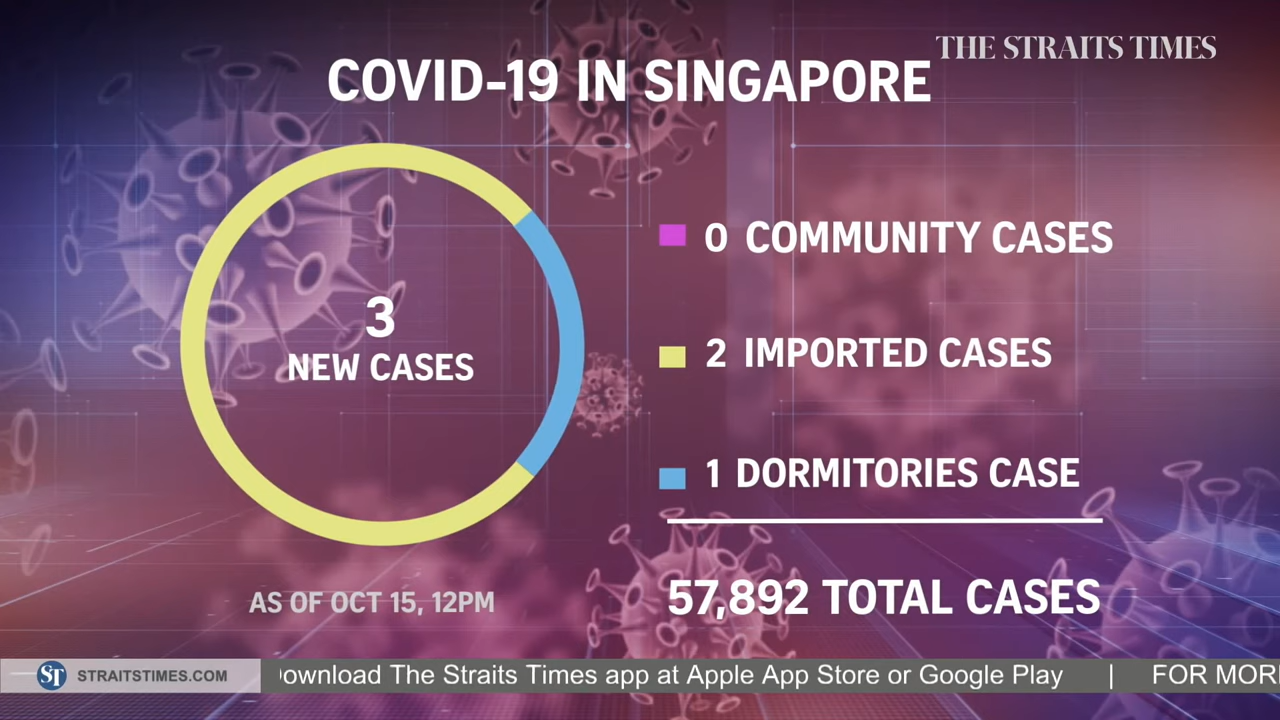 THE STRAITS TIMES
COVID-19 IN SINGAPORE
3
NEW CASES
0 COMMUNITY CASES
2 IMPORTED CASES
1 DORMITORIES CASE
57,892 TOTAL CASES
AS OF OCT 15, 12PM
ST STRAITSTIMES.COM
ownload The Straits Times app at Apple App Store or Google Play | FOR MOR